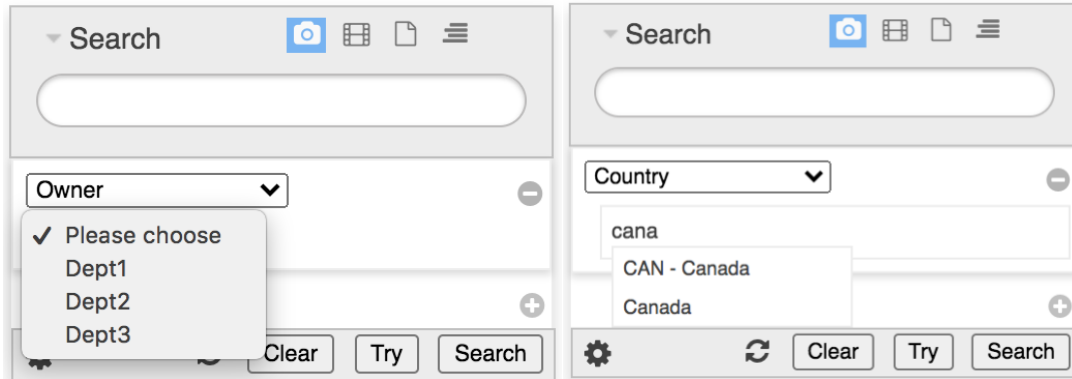 Search
Owner
Please choose
Dept1
Dept2
Dept3
Clear Try Search
Search
Country
cana
CAN - Canada
Canada
Clear Try Search